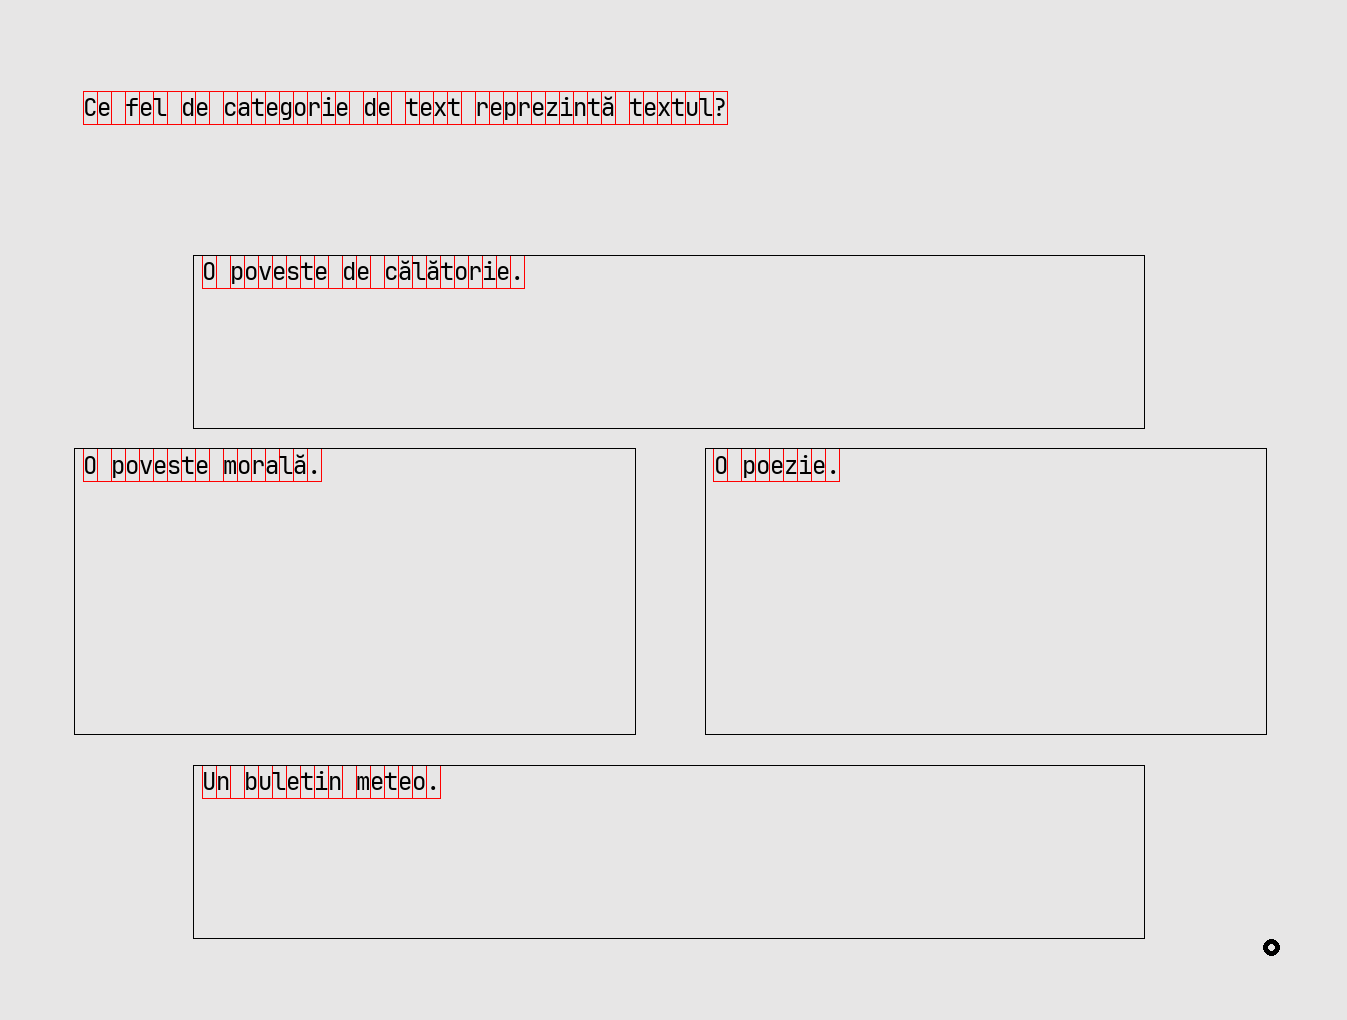 Ce fel de categorie de text reprezintă textul?
O poveste de călătorie.
O poveste morală.
O poezie.
Un buletin meteo.